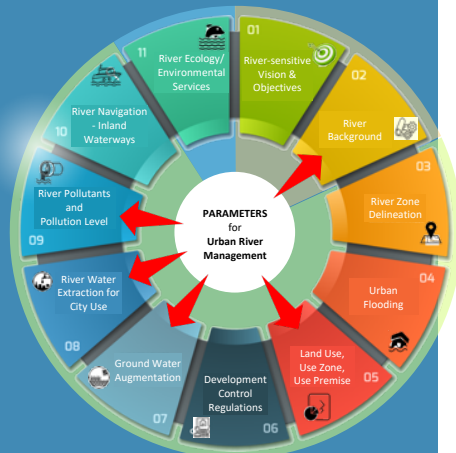 PARAMETERS
for
Urban River
Management
01
River-sensitive
Vision &
Objectives
02
River
Background
03
River Zone
Delineation
04
Urban
Flooding
Land Use,
Use Zone,
Use Premise
05
Development
Control
Regulations
06
Ground Water
Augmentation
07
River Water
Extraction for
City Use
08
River Pollutants
and
Pollution Level
09
River Navigation
- Inland
Waterways
10
11
River Ecology/
Environmental
Services